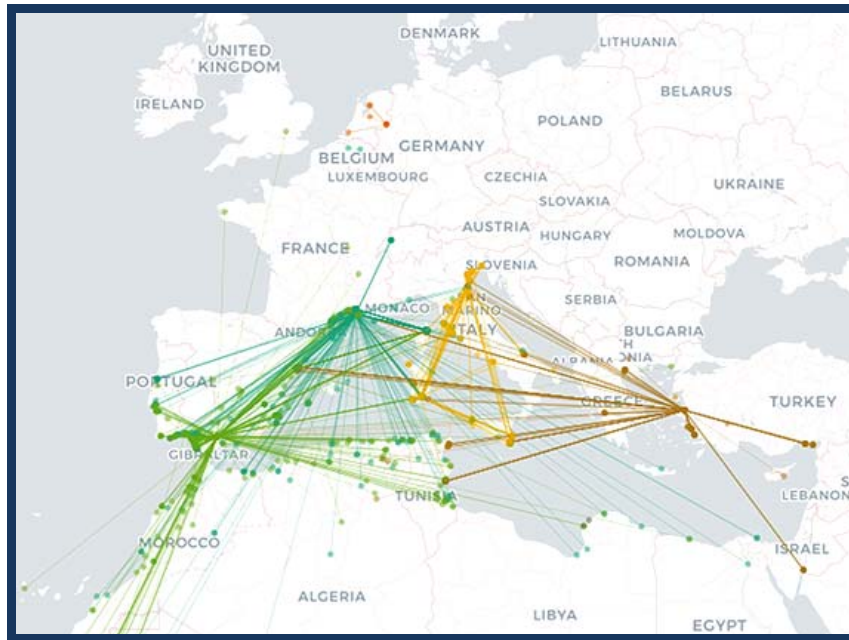 DENMARK
LITHUANIA
UNITED
KINGDOM
BELARUS
IRELAND
POLAND
GERMANY
BELGIUM
LUXEMBOURG
CZECHIA
UKRAINE
SLOVAKIA
AUSTRIA
MOLDOVA
HUNGARY
FRANCE
SLOVENIA
ROMANIA
SERBIA
MONACO
MARINO
ITALY
BULGARIA
PORTUGAL
GREECE
TURKEY
GIBRALTAR
TUNISIA
LEBANON
MOROCCO
ISRAEL
ALGERIA
LIBYA
EGYPT